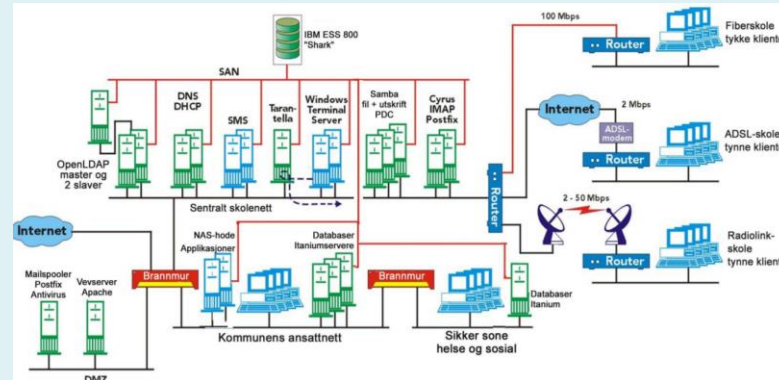 IBM ESS 800
"Shark"
SAN
DNS
DHCP
SMS
Taran-
tella
Windows
Terminal
Server
Samba
fil + utskrift
PDC
Cyrus
IMAP
Postfix
OpenLDAP
master og
2 slaver
Sentralt skolenett
100 Mbps
Router
Fiberskole
tykke kliente
Internet
2 Mbps
ADSL-
modem
Router
ADSL-skole
tynne kliente
Router
2 - 50 Mbps
Router
Radiolink-
skole
tynne klient
Internet
Mailspooler
Postfix
Antivirus
Vevserver
Apache
Brannmur
NAS-hode
Applikasjoner
Databaser
Itaniumservere
Brannmur
Databaser
Itanium
Kommunens ansattnett
Sikker sone
helse og sosial
DMZ